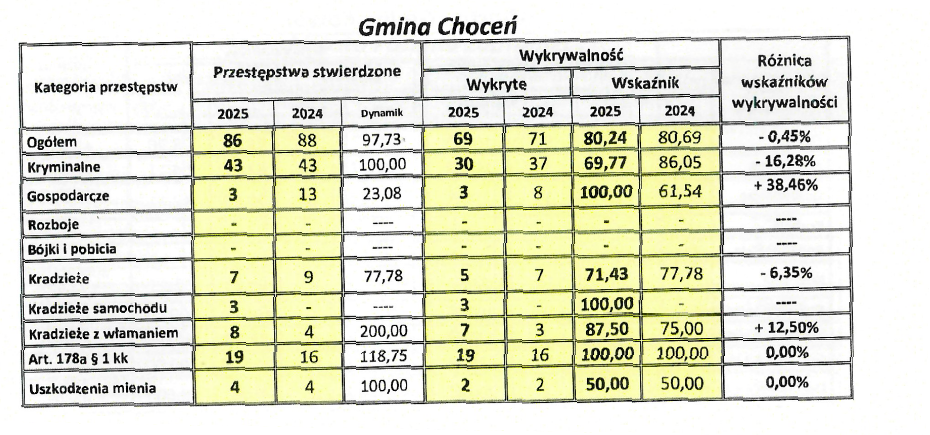 Gmina Choceń
Kategoria przestępstw Przestępstwa stwierdzone Wykrywalność Różnica wskaźników wykrywalności
Wykryte Wskaźnik
2025 2024 Dynamik 2025 2024 2025 2024
Ogółem 86 88 97,73 69 71 80,24 80,69 - 0,45%
Kryminalne 43 43 100,00 30 37 69,77 86,05 - 16,28%
Gospodarcze 3 13 23,08 3 8 100,00 61,54 + 38,46%
Rozboje - - ---- - - - - ----
Bójki i pobicia - - ---- - - - - ----
Kradzieże 7 9 77,78 5 7 71,43 77,78 - 6,35%
Kradzieże samochodu 3 - ---- 3 - 100,00 - ----
Kradzieże z włamaniem 8 4 200,00 7 3 87,50 75,00 + 12,50%
Art. 178a § 1 kk 19 16 118,75 19 16 100,00 100,00 0,00%
Uszkodzenia mienia 4 4 100,00 2 2 50,00 50,00 0,00%